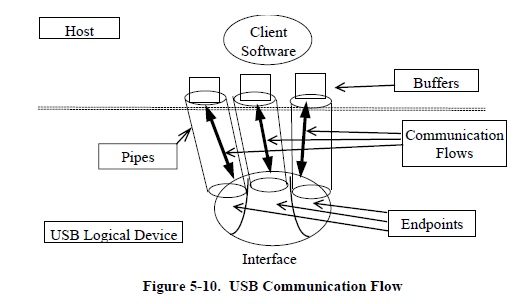 Host
Client
Software
Buffers
Communication
Flows
Pipes
Endpoints
USB Logical Device
Interface
Figure 5-10.  USB Communication Flow